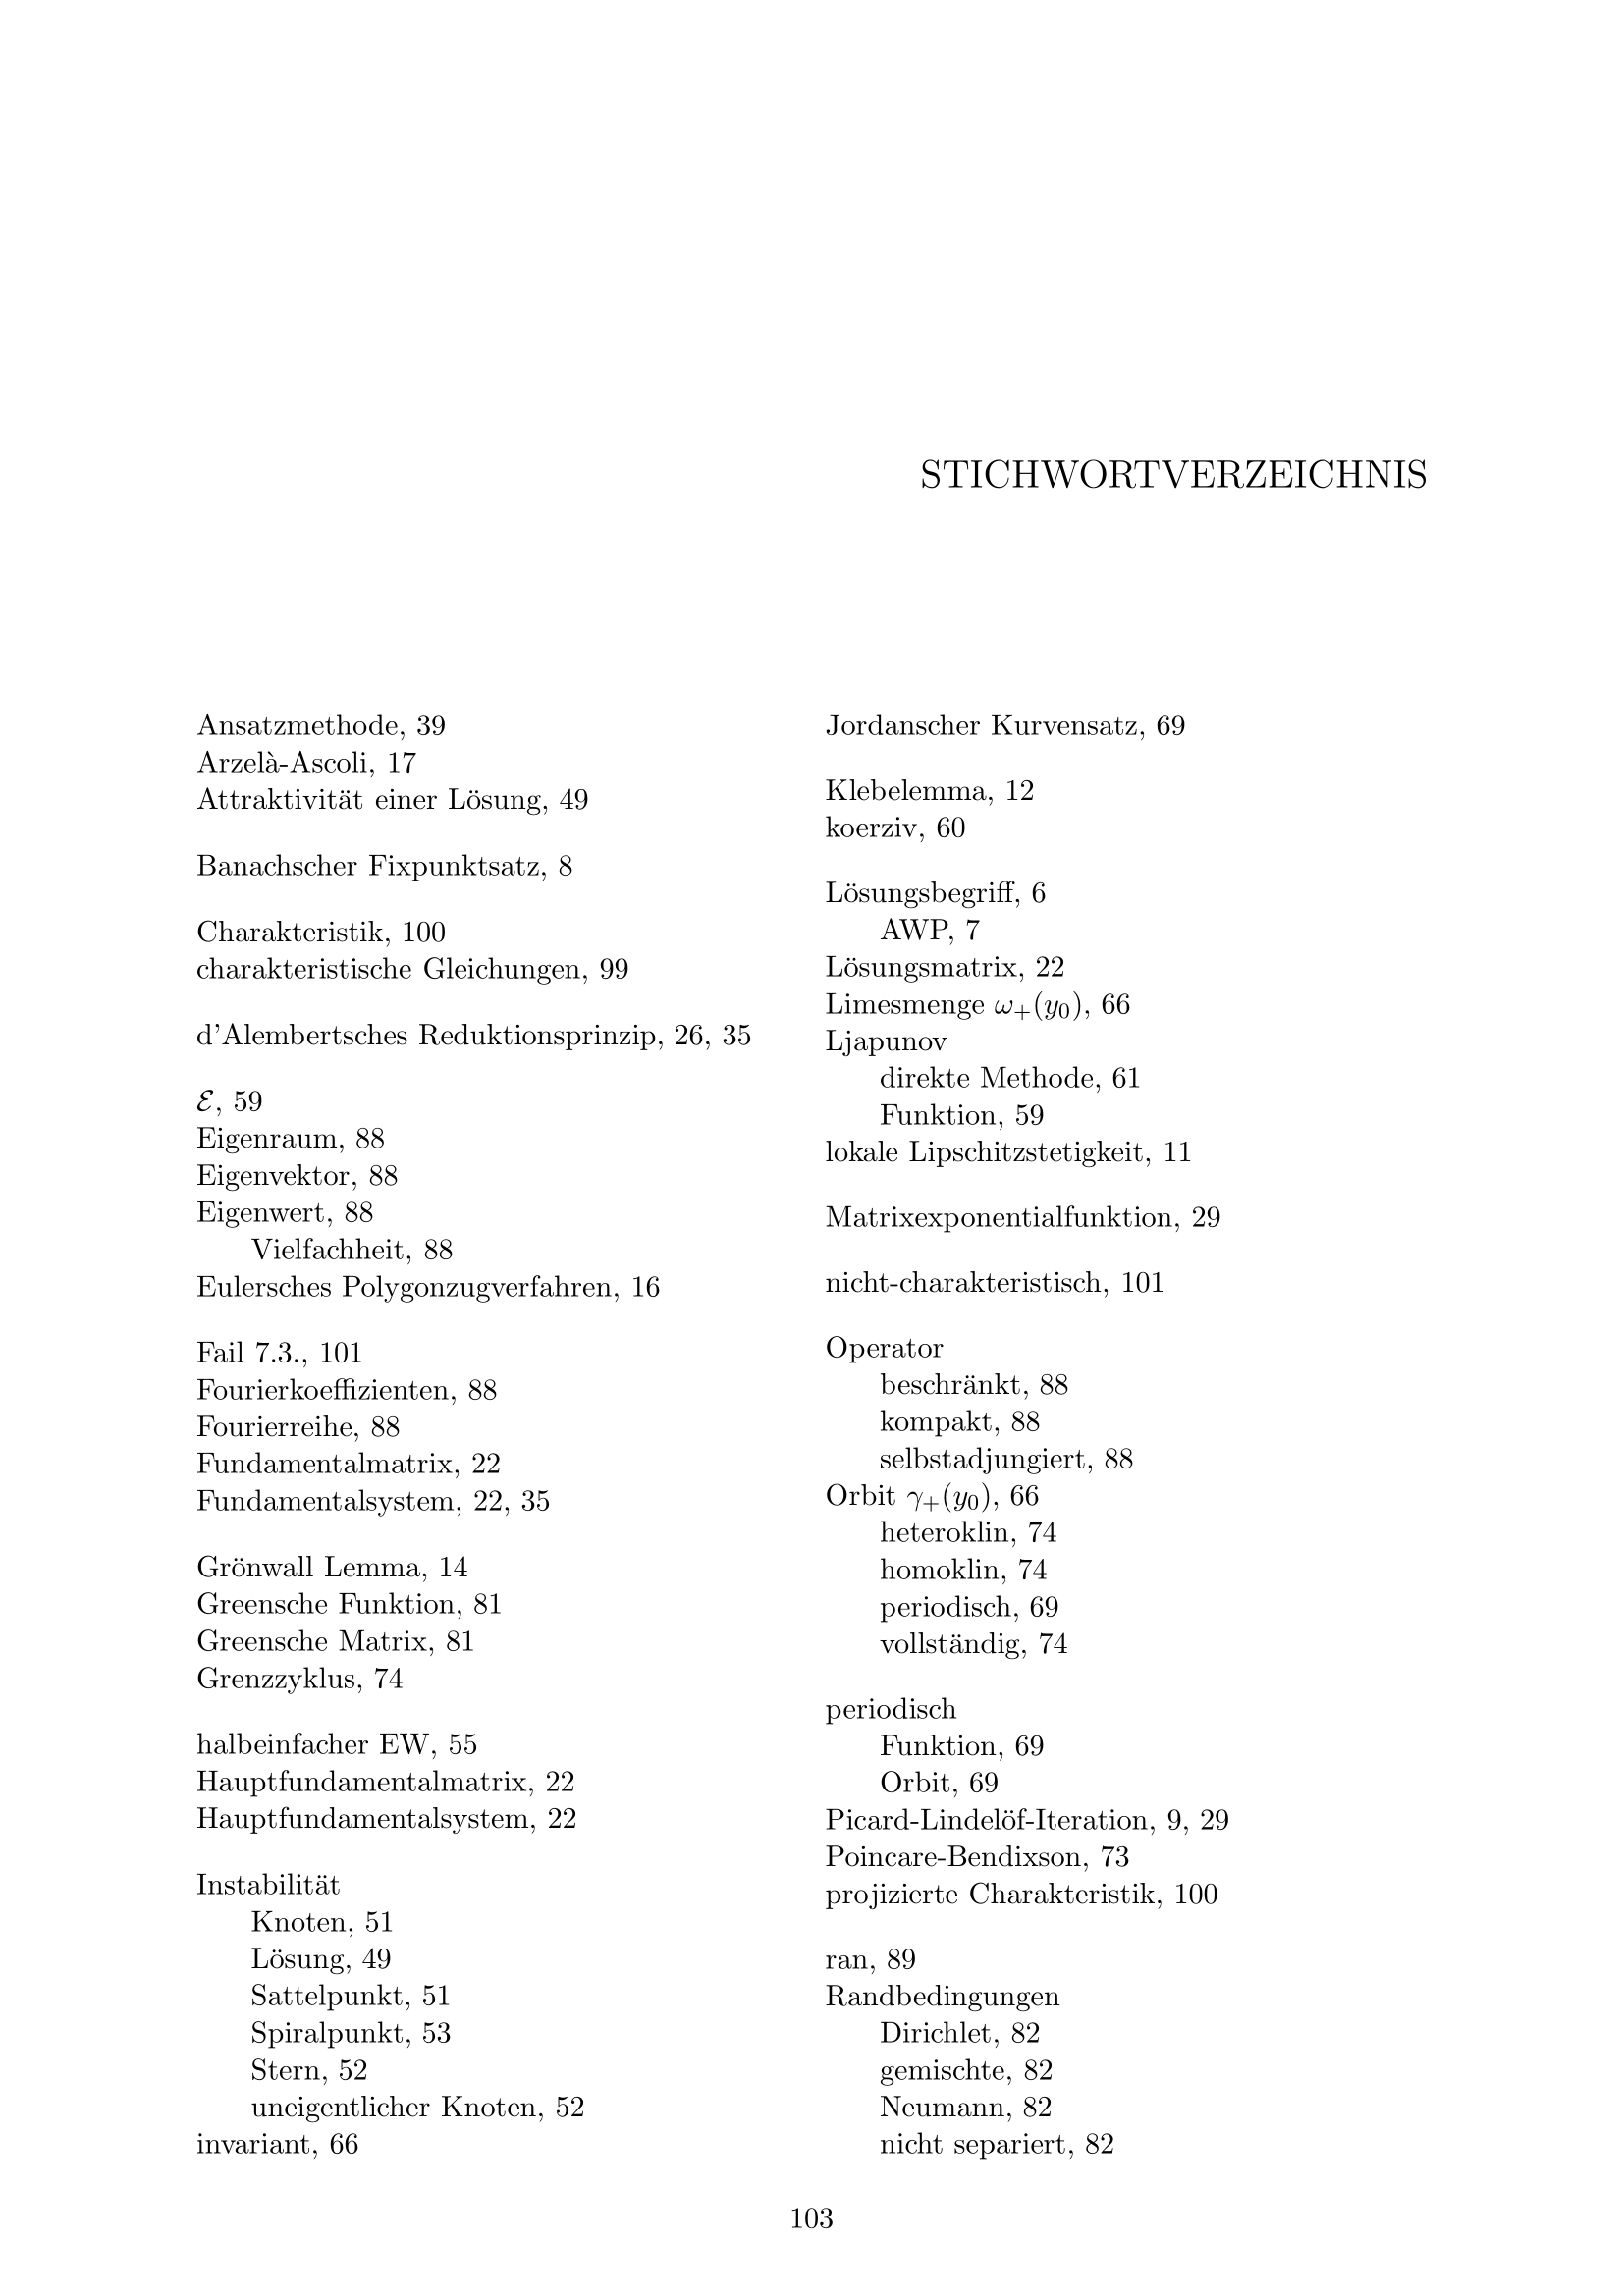 STICHWORTVERZEICHNIS
Ansatzmethode, 39
Arzelà-Ascoli, 17
Attraktivität einer Lösung, 49
Banachscher Fixpunktsatz, 8
Charakteristik, 100
charakteristische Gleichungen, 99
d'Alembertsches Reduktionsprinzip, 26, 35
ℰ, 59
Eigenraum, 88
Eigenvektor, 88
Eigenwert, 88
Vielfachheit, 88
Eulersches Polygonzugverfahren, 16
Fail 7.3., 101
Fourierkoeffizienten, 88
Fourierreihe, 88
Fundamentalmatrix, 22
Fundamentalsystem, 22, 35
Grönwall Lemma, 14
Greensche Funktion, 81
Greensche Matrix, 81
Grenzzyklus, 74
halbeinfacher EW, 55
Hauptfundamentalmatrix, 22
Hauptfundamentalsystem, 22
Instabilität
Knoten, 51
Lösung, 49
Sattelpunkt, 51
Spiralpunkt, 53
Stern, 52
uneigentlicher Knoten, 52
invariant, 66
Jordanscher Kurvensatz, 69
Klebelemma, 12
koerziv, 60
Lösungsbegriff, 6
AWP, 7
Lösungsmatrix, 22
Limesmenge ω₊(y₀), 66
Ljapunov
direkte Methode, 61
Funktion, 59
lokale Lipschitzstetigkeit, 11
Matrixexponentialfunktion, 29
nicht-charakteristisch, 101
Operator
beschränkt, 88
kompakt, 88
selbstadjungiert, 88
Orbit γ₊(y₀), 66
heteroklin, 74
homoklin, 74
periodisch, 69
vollständig, 74
periodisch
Funktion, 69
Orbit, 69
Picard-Lindelöf-Iteration, 9, 29
Poincare-Bendixson, 73
projizierte Charakteristik, 100
ran, 89
Randbedingungen
Dirichlet, 82
gemischte, 82
Neumann, 82
nicht separiert, 82
103